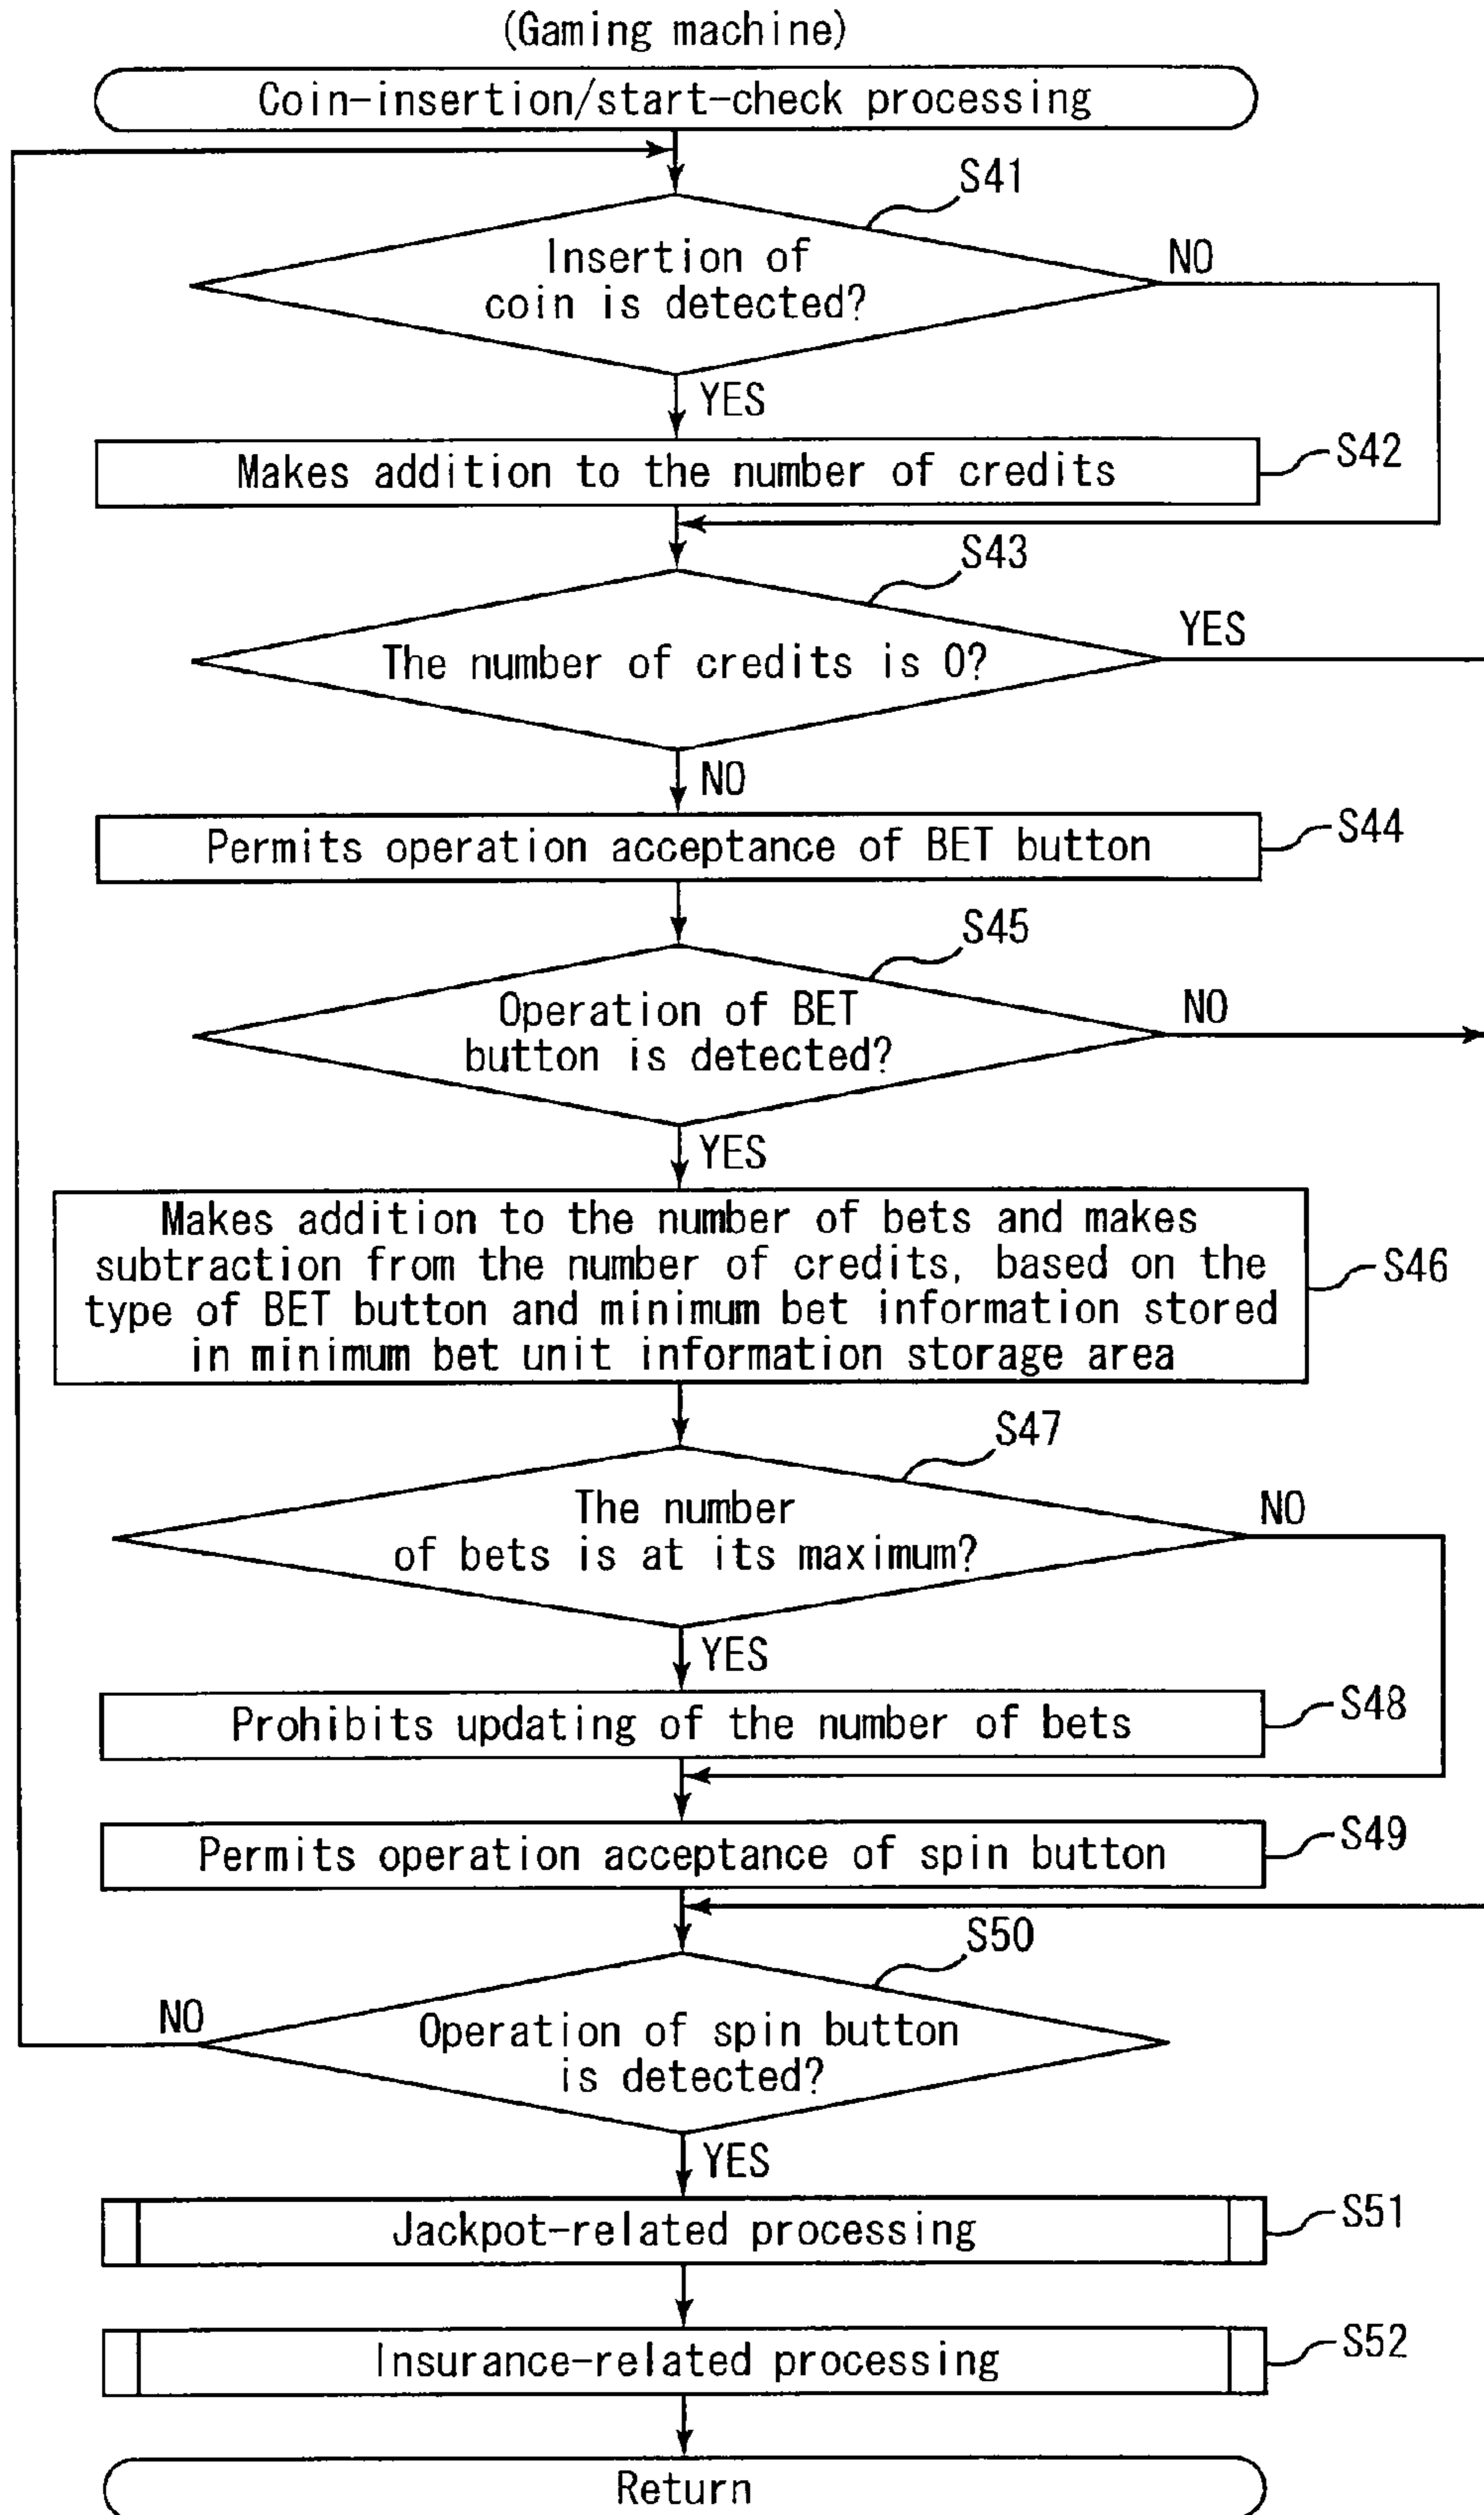 (Gaming machine)
Coin-insertion/start-check processing
S41
Insertion of
coin is detected?
NO
YES
Makes addition to the number of credits
S42
S43
The number of credits is 0?
YES
NO
Permits operation acceptance of BET button
S44
S45
Operation of BET
button is detected?
NO
YES
Makes addition to the number of bets and makes
subtraction from the number of credits, based on the
type of BET button and minimum bet information stored
in minimum bet unit information storage area
S46
S47
The number
of bets is at its maximum?
NO
YES
Prohibits updating of the number of bets
S48
Permits operation acceptance of spin button
S49
S50
NO
Operation of spin button
is detected?
YES
Jackpot-related processing
S51
Insurance-related processing
S52
Return